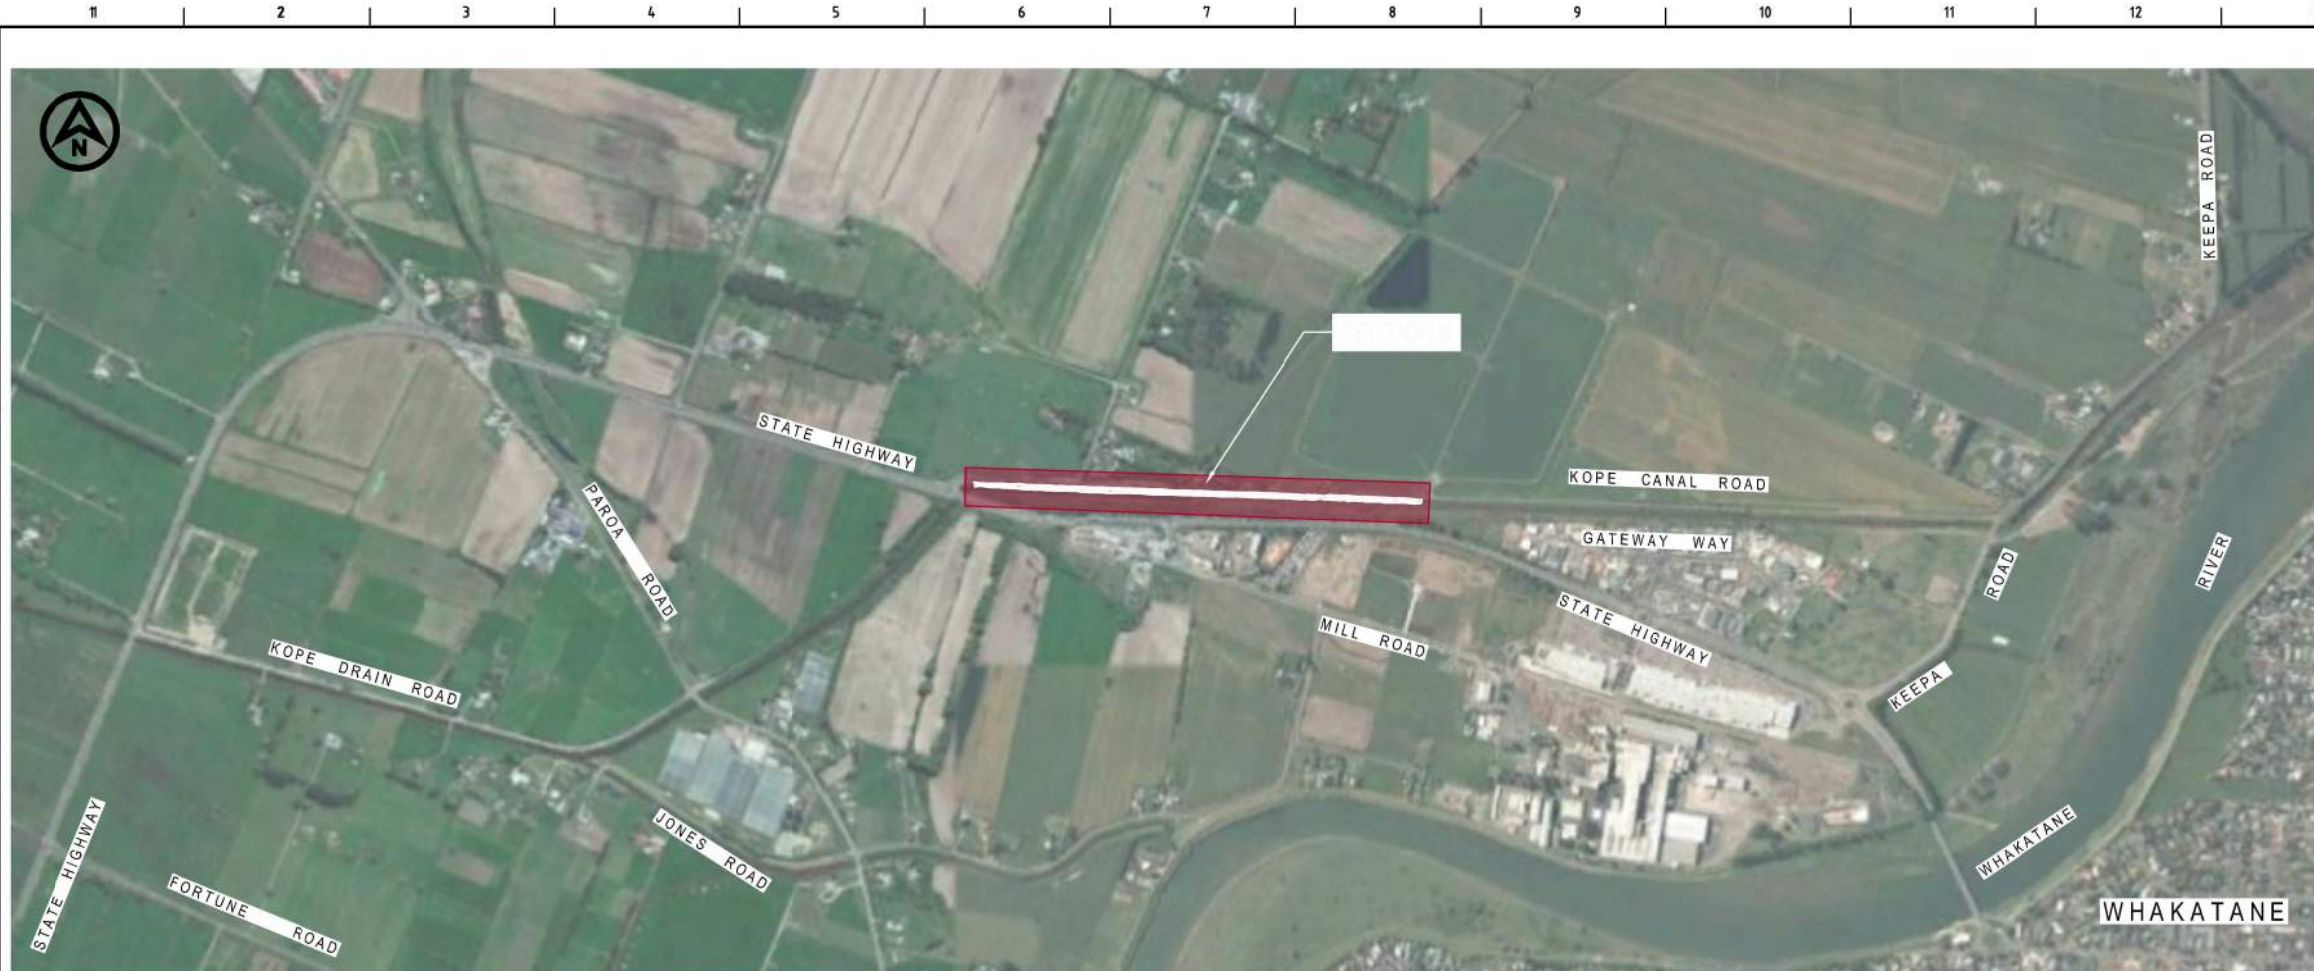 11 2 3 4 5 6 7 8 9 10 11 12
N
KEEPA ROAD
STATE HIGHWAY
KOPE CANAL ROAD
GATEWAY WAY
PAROA ROAD
ROAD
RIVER
STATE HIGHWAY
MILL ROAD
KOPE DRAIN ROAD
KEEPA
JONES ROAD
STATE HIGHWAY
FORTUNE ROAD
WHAKATANE
WHAKATANE